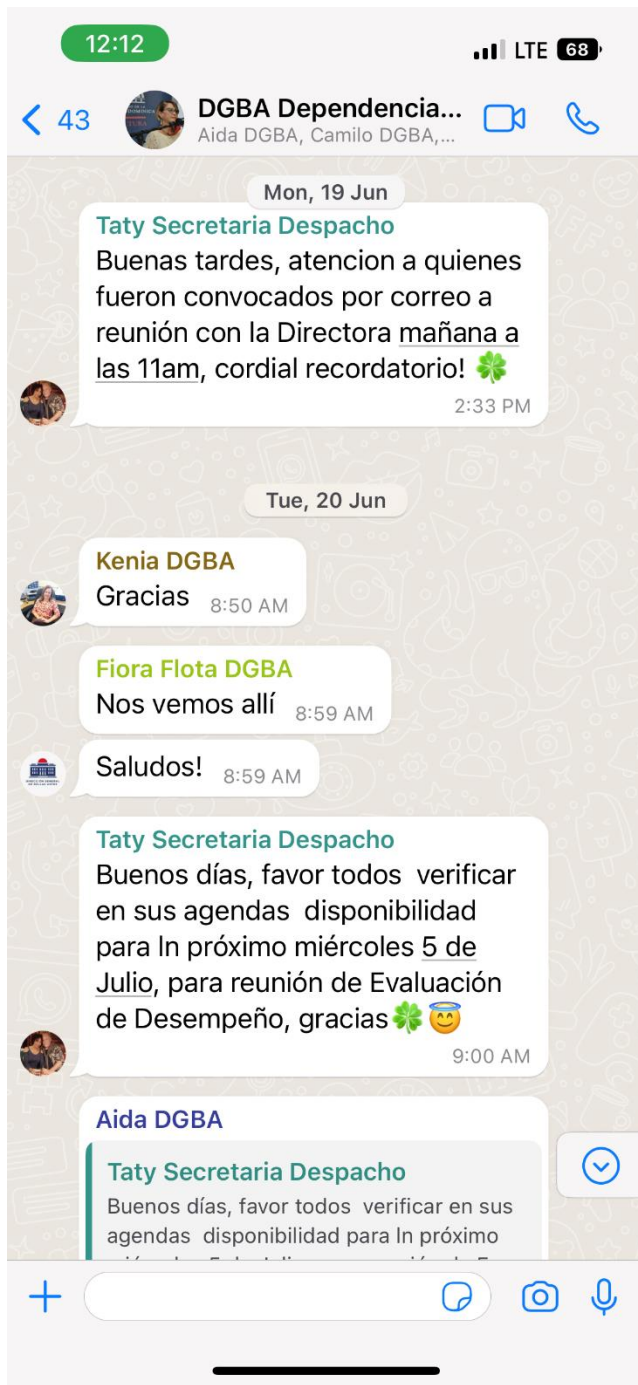 12:12
LTE 68
43
DGBA Dependencia...
Aida DGBA, Camilo DGBA,...
Mon, 19 Jun
Taty Secretaria Despacho
Buenas tardes, atencion a quienes
fueron convocados por correo a
reunión con la Directora mañana a
las 11am, cordial recordatorio! 🍀
2:33 PM
Tue, 20 Jun
Kenia DGBA
Gracias 8:50 AM
Fiora Flota DGBA
Nos vemos allí 8:59 AM
Saludos! 8:59 AM
Taty Secretaria Despacho
Buenos días, favor todos verificar
en sus agendas disponibilidad
para ln próximo miércoles 5 de
Julio, para reunión de Evaluación
de Desempeño, gracias🍀😇
9:00 AM
Aida DGBA
Taty Secretaria Despacho
Buenos días, favor todos verificar en sus
agendas disponibilidad para ln próximo